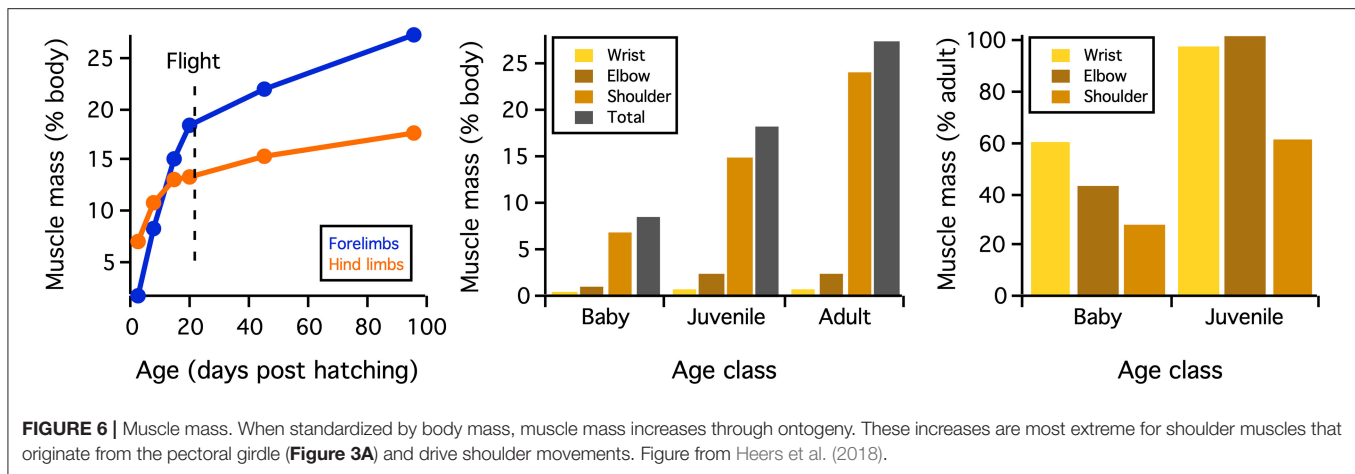 Muscle mass (% body)
25
20
15
10
5
Flight
Forelimbs
Hind limbs
0 20 40 60 80 100
Age (days post hatching)
Muscle mass (% body)
25
20
15
10
5
0
Wrist
Elbow
Shoulder
Total
Baby Juvenile Adult
Age class
Muscle mass (% adult)
100
80
60
40
20
0
Wrist
Elbow
Shoulder
Baby Juvenile
Age class
FIGURE 6 | Muscle mass. When standardized by body mass, muscle mass increases through ontogeny. These increases are most extreme for shoulder muscles that
originate from the pectoral girdle (Figure 3A) and drive shoulder movements. Figure from Heers et al. (2018).